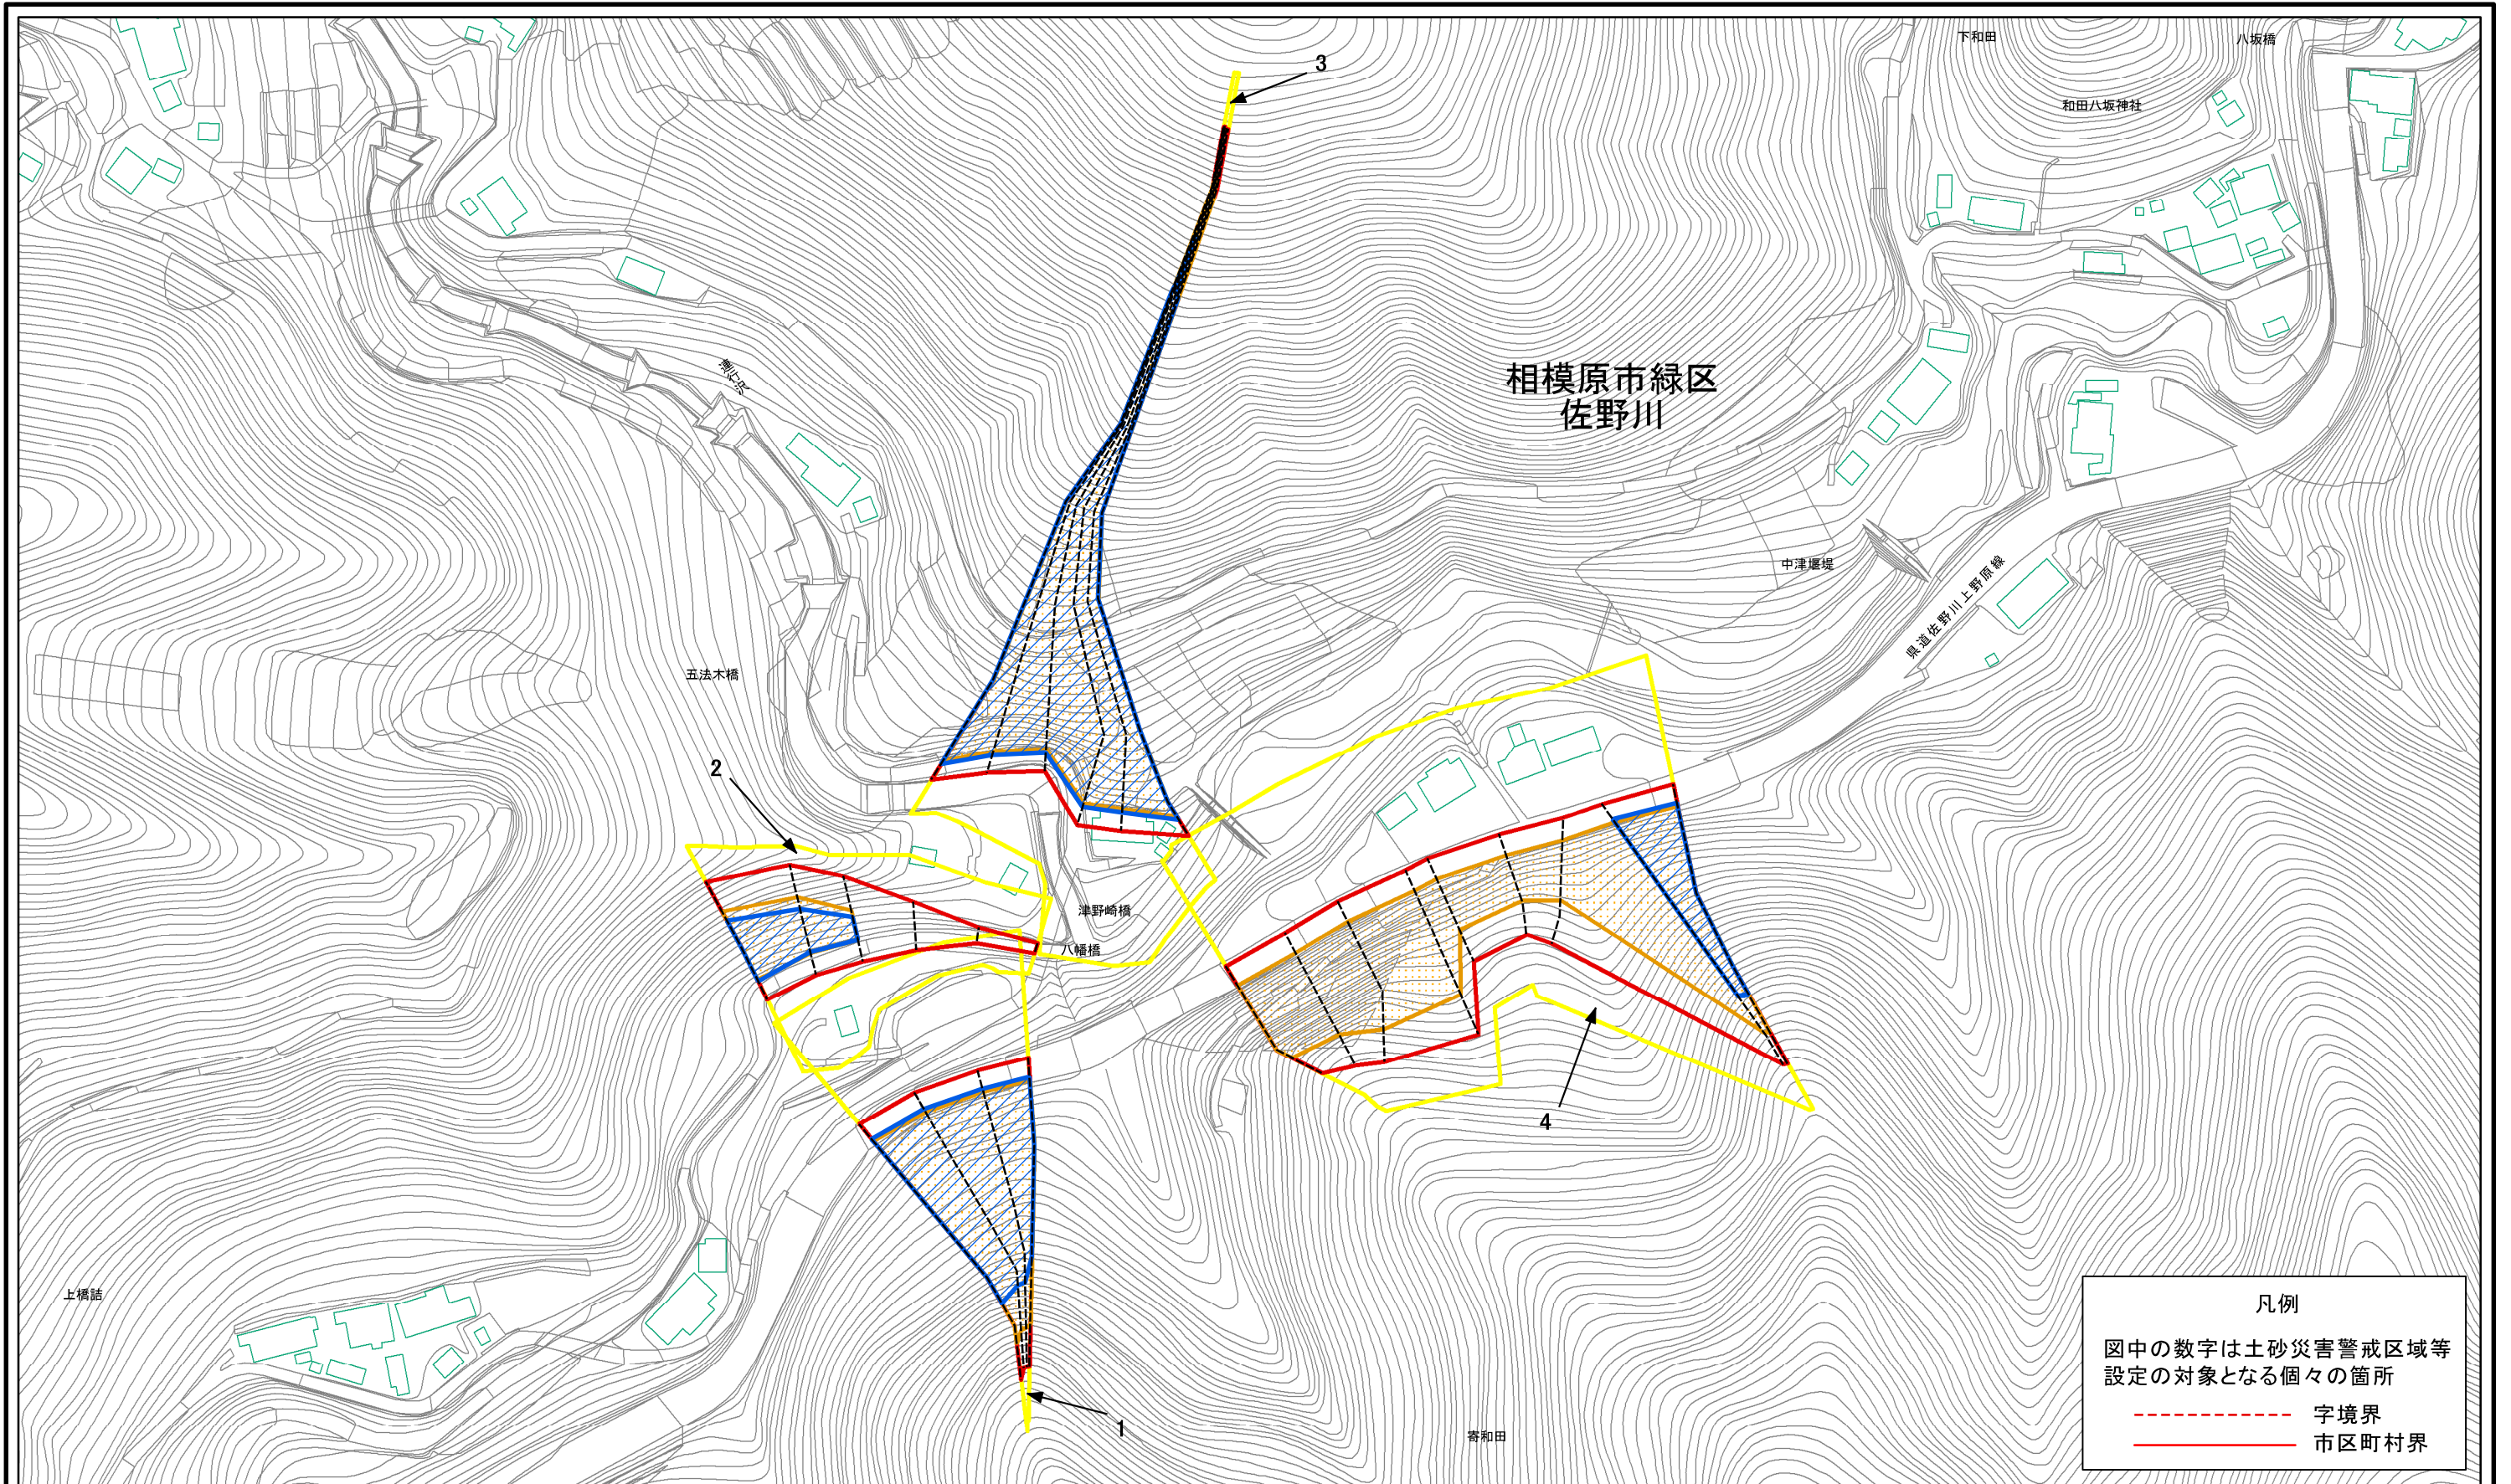 下和田
八坂橋
3
和田八坂神社
連行沢
相模原市緑区
佐野川
中津堰堤
県道佐野川上野原線
五法木橋
2
津野崎橋
八幡橋
4
上橋詰
1
寄和田
凡例
図中の数字は土砂災害警戒区域等
設定の対象となる個々の箇所
字境界
市区町村界